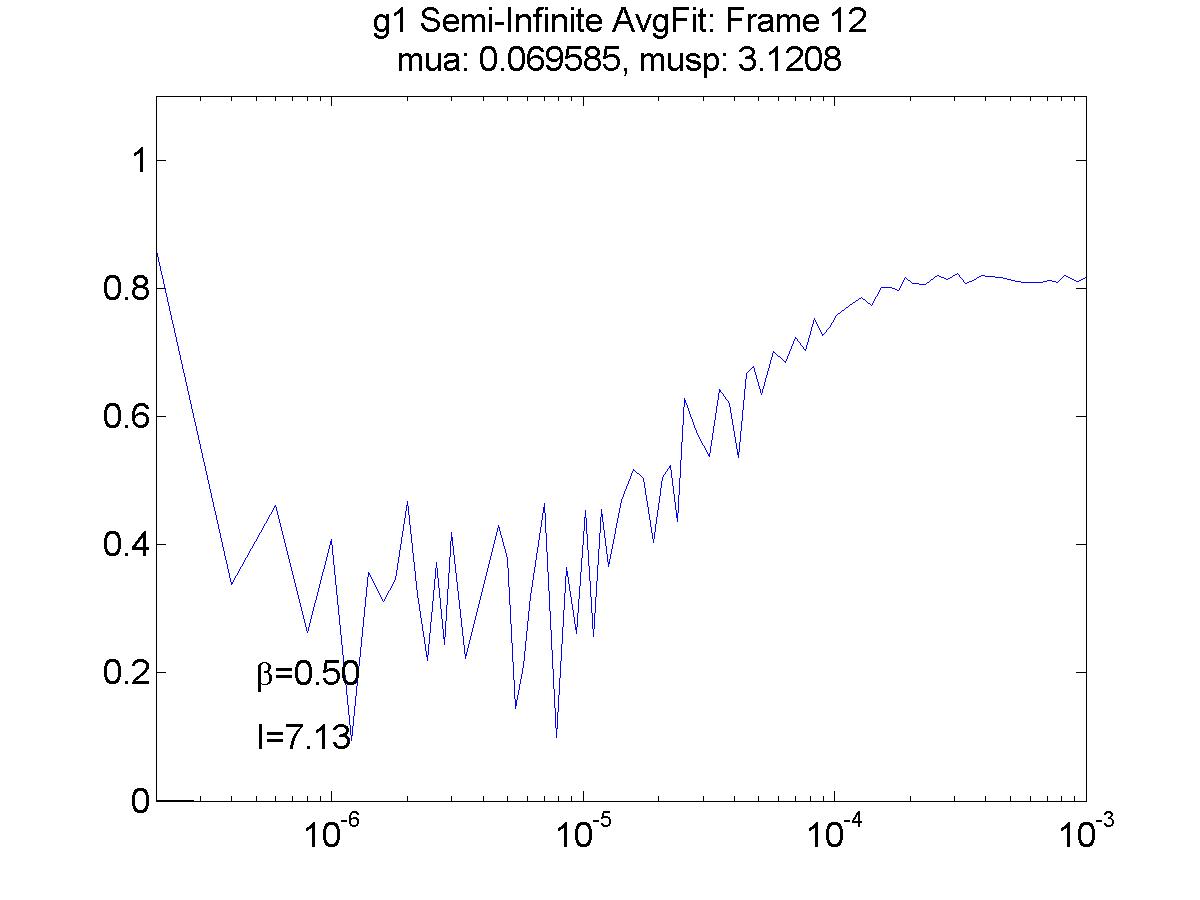 g1 Semi-Infinite AvgFit: Frame 12
mua: 0.069585, musp: 3.1208
1
0.8
0.6
0.4
0.2
0
β=0.50
I=7.13
10^-6
10^-5
10^-4
10^-3